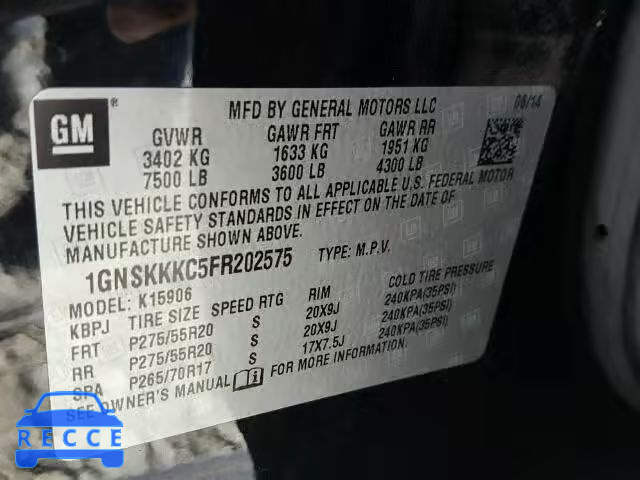 GM ®
MFD BY GENERAL MOTORS LLC 06/14
GVWR GAWR FRT GAWR RR
3402 KG 1633 KG 1951 KG
7500 LB 3600 LB 4300 LB
THIS VEHICLE CONFORMS TO ALL APPLICABLE U.S. FEDERAL MOTOR
VEHICLE SAFETY STANDARDS IN EFFECT ON THE DATE OF
MANUFACTURE SHOWN ABOVE.
1GNSKKKC5FR202575 TYPE: M.P.V.
MODEL: K15906
KBPJ TIRE SIZE SPEED RTG RIM COLD TIRE PRESSURE
FRT P275/55R20 S 20X9J 240KPA(35PSI)
RR P275/55R20 S 20X9J 240KPA(35PSI)
SPA P265/70R17 S 17X7.5J 240KPA(35PSI)
SEE OWNER'S MANUAL
RECCE